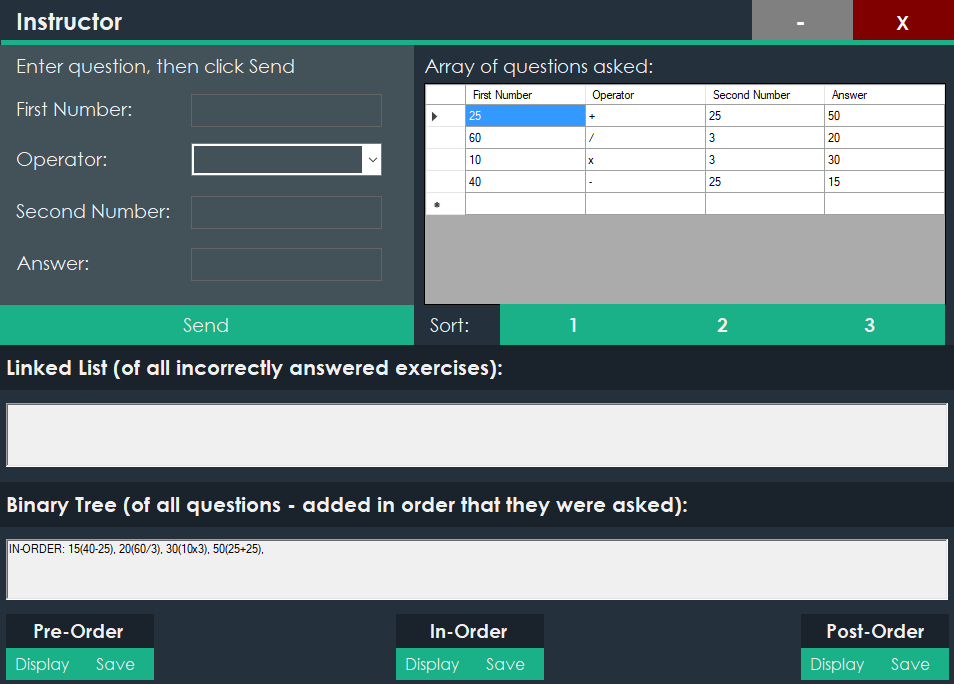 Instructor - X
Enter question, then click Send
First Number:
Operator:
Second Number:
Answer:
Send
Array of questions asked:
First Number Operator Second Number Answer
25 + 25 50
60 / 3 20
10 x 3 30
40 - 25 15
Sort: 1 2 3
Linked List (of all incorrectly answered exercises):
Binary Tree (of all questions - added in order that they were asked):
IN-ORDER: 15(40-25), 20(60/3), 30(10x3), 50(25+25),
Pre-Order In-Order Post-Order
Display Save Display Save Display Save